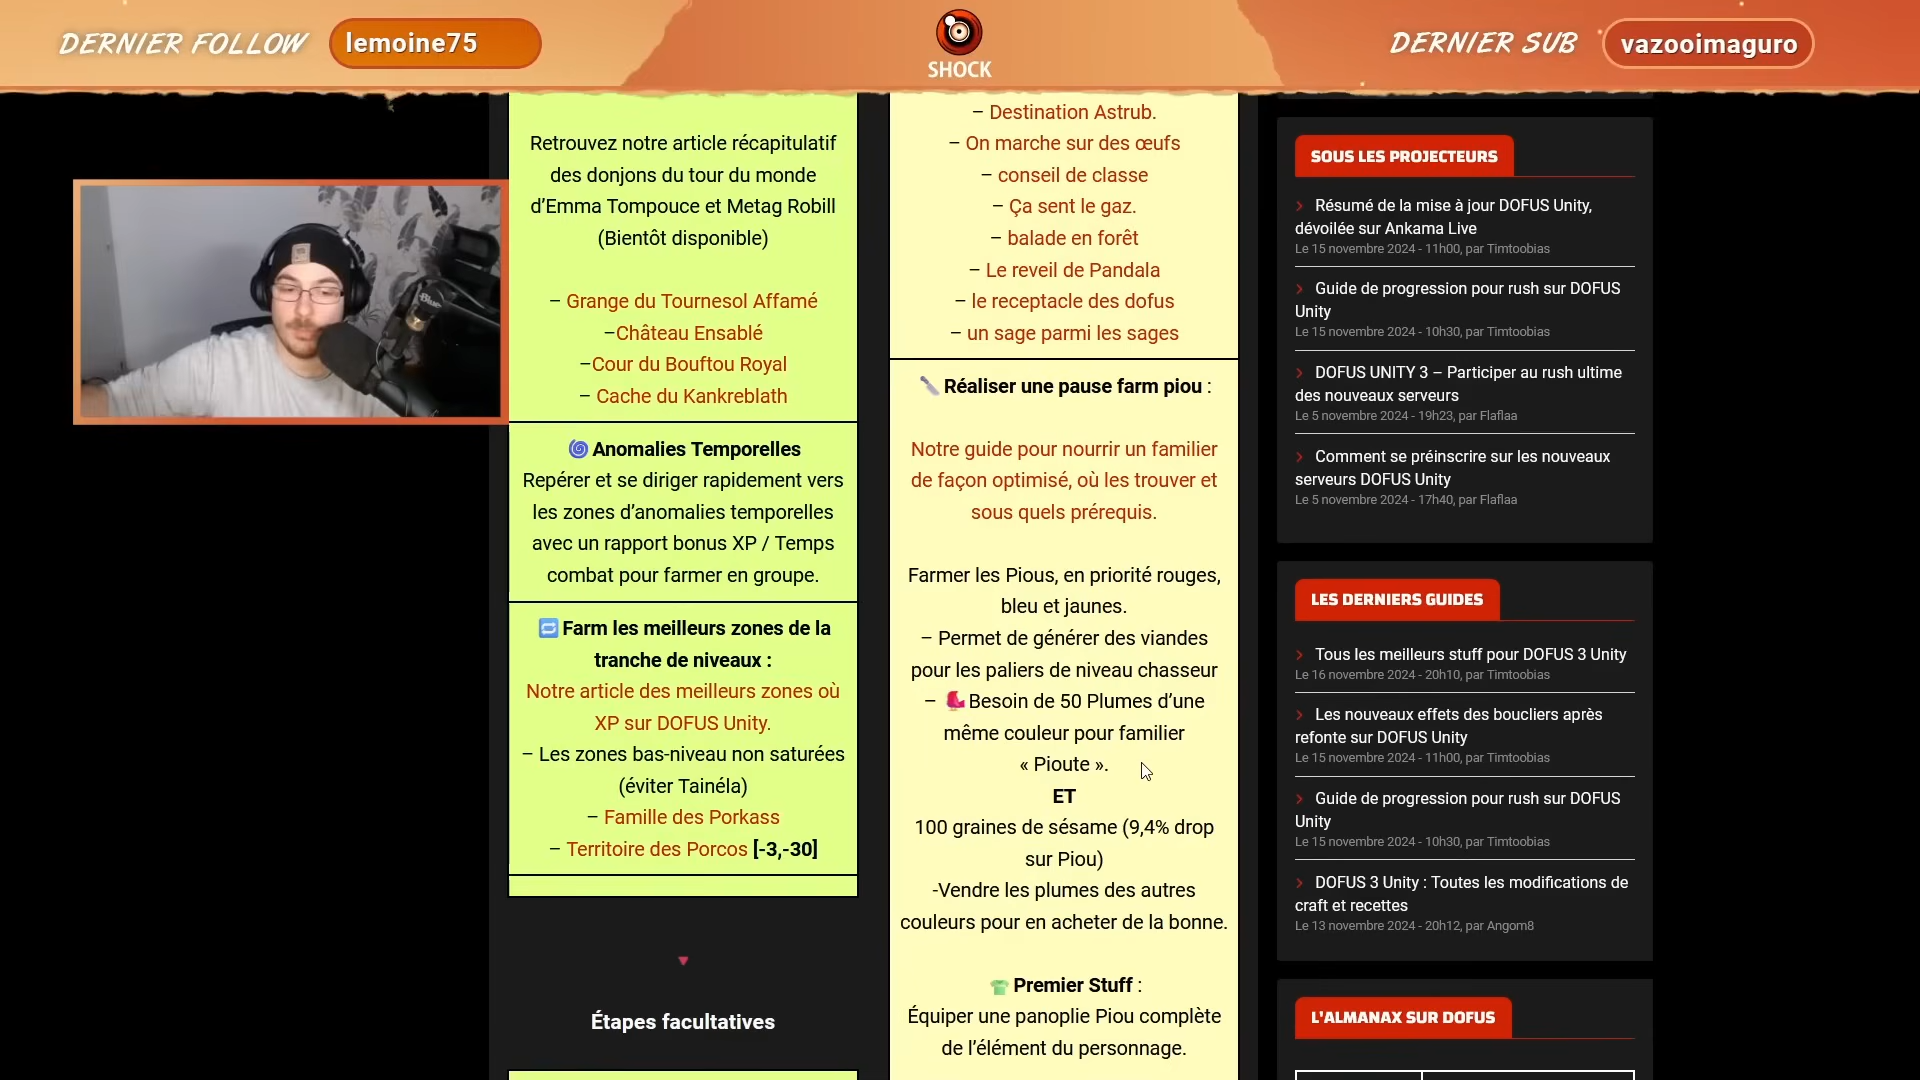 DERNIER FOLLOW
lemoine75
SHOCK
DERNIER SUB
vazooimaguro
Retrouvez notre article récapitulatif
des donjons du tour du monde
d’Emma Tompouce et Metag Robill
(Bientôt disponible)
– Grange du Tournesol Affamé
–Château Ensablé
–Cour du Bouftou Royal
– Cache du Kankreblath
Anomalies Temporelles
Repérer et se diriger rapidement vers
les zones d’anomalies temporelles
avec un rapport bonus XP / Temps
combat pour farmer en groupe.
Farm les meilleurs zones de la
tranche de niveaux :
Notre article des meilleurs zones où
XP sur DOFUS Unity.
– Les zones bas-niveau non saturées
(éviter Tainéla)
– Famille des Porkass
– Territoire des Porcos [-3,-30]
Étapes facultatives
– Destination Astrub.
– On marche sur des œufs
– conseil de classe
– Ça sent le gaz.
– balade en forêt
– Le reveil de Pandala
– le receptacle des dofus
– un sage parmi les sages
Réaliser une pause farm piou :
Notre guide pour nourrir un familier
de façon optimisé, où les trouver et
sous quels prérequis.
Farmer les Pious, en priorité rouges,
bleu et jaunes.
– Permet de générer des viandes
pour les paliers de niveau chasseur
– Besoin de 50 Plumes d’une
même couleur pour familier
« Pioute ».
ET
100 graines de sésame (9,4% drop
sur Piou)
-Vendre les plumes des autres
couleurs pour en acheter de la bonne.
Premier Stuff :
Équiper une panoplie Piou complète
de l’élément du personnage.
SOUS LES PROJECTEURS
Résumé de la mise à jour DOFUS Unity,
dévoilée sur Ankama Live
Le 15 novembre 2024 - 11h00, par Timtoobias
Guide de progression pour rush sur DOFUS
Unity
Le 15 novembre 2024 - 10h30, par Timtoobias
DOFUS UNITY 3 – Participer au rush ultime
des nouveaux serveurs
Le 5 novembre 2024 - 19h23, par Flaflaa
Comment se préinscrire sur les nouveaux
serveurs DOFUS Unity
Le 5 novembre 2024 - 17h40, par Flaflaa
LES DERNIERS GUIDES
Tous les meilleurs stuff pour DOFUS 3 Unity
Le 16 novembre 2024 - 20h10, par Timtoobias
Les nouveaux effets des boucliers après
refonte sur DOFUS Unity
Le 15 novembre 2024 - 11h00, par Timtoobias
Guide de progression pour rush sur DOFUS
Unity
Le 15 novembre 2024 - 10h30, par Timtoobias
DOFUS 3 Unity : Toutes les modifications de
craft et recettes
Le 13 novembre 2024 - 20h12, par Angom8
L'ALMANAX SUR DOFUS